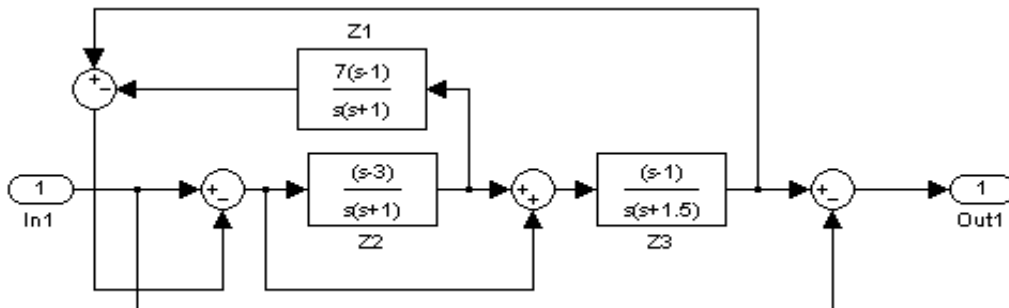 Z1
+
−
7(s-1)
s(s+1)
1
In1
+
−
(s-3)
s(s+1)
Z2
+
+
(s-1)
s(s+1.5)
Z3
+
−
1
Out1